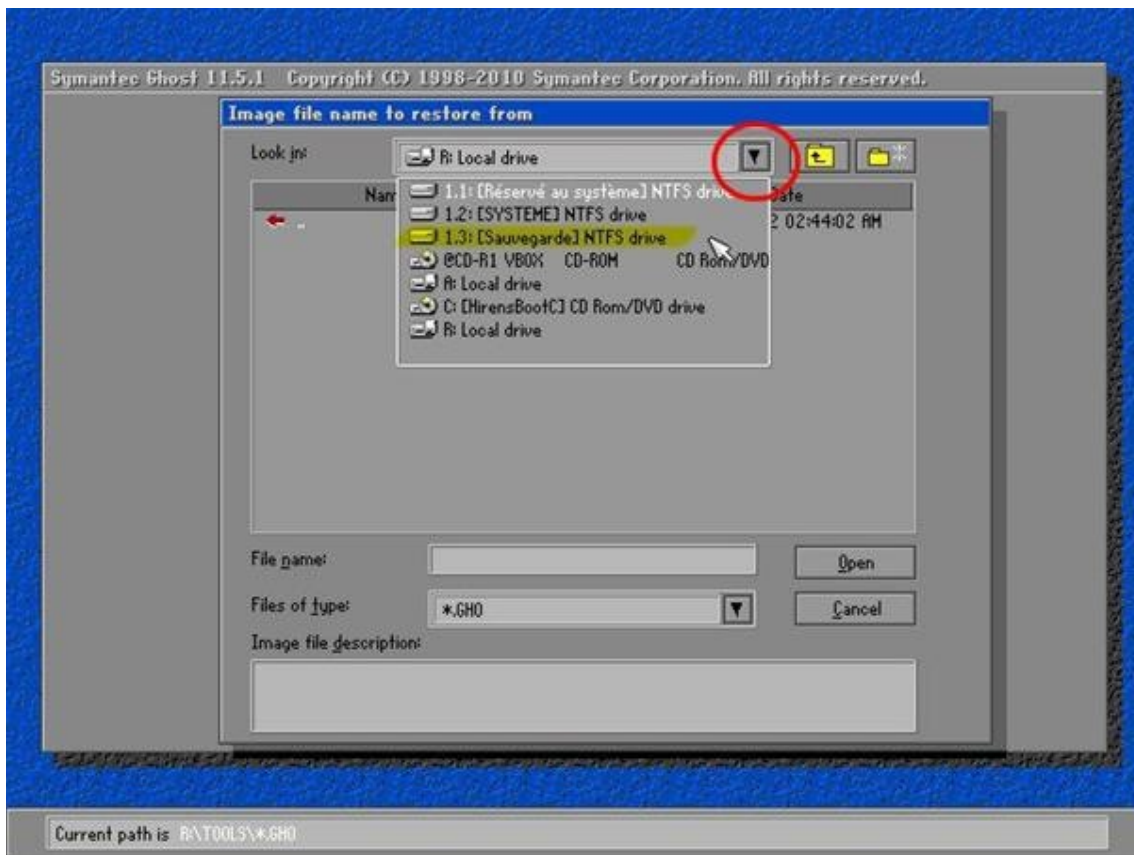 Symantec Ghost 11.5.1 Copyright (C) 1998-2010 Symantec Corporation. All rights reserved.
Image file name to restore from
Look in: R: Local drive
Nam Date
1.1: [Réservé au système] NTFS drive
.. 2 02:44:02 AM
1.2: [SYSTEME] NTFS drive
1.3: [Sauvegarde] NTFS drive
@CD-R1 VBOX CD-ROM CD Rom/DVD
A: Local drive
C: [HirensBootC] CD Rom/DVD drive
R: Local drive
File name:
Open
Files of type: *.GHO
Cancel
Image file description:
Current path is R:\TOOLS\*.GHO